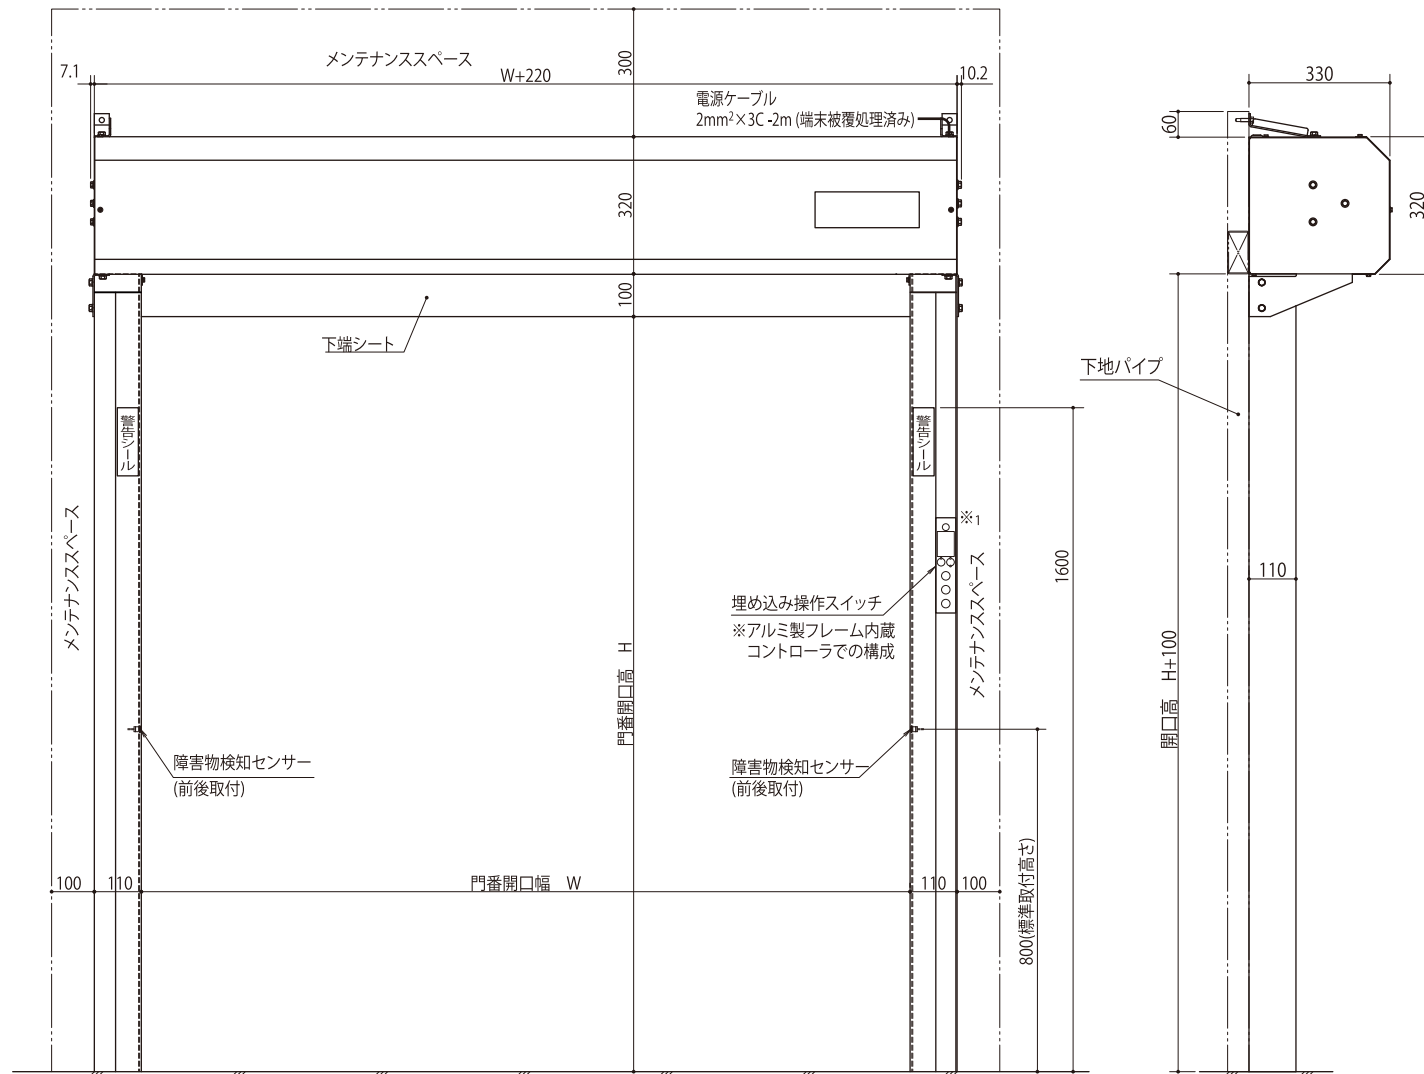 メンテナンススペース
300
7.1
W+220
10.2
電源ケーブル
2mm²×3C -2m (端末被覆処理済み)
320
100
下端シート
警告シール
警告シール
メンテナンススペース
※1
メンテナンススペース
1600
埋め込み操作スイッチ
※アルミ製フレーム内蔵
コントローラでの構成
門番開口高 H
障害物検知センサー
(前後取付)
障害物検知センサー
(前後取付)
800(標準取付高さ)
100
110
門番開口幅 W
110
100
330
60
320
下地パイプ
110
開口高 H+100